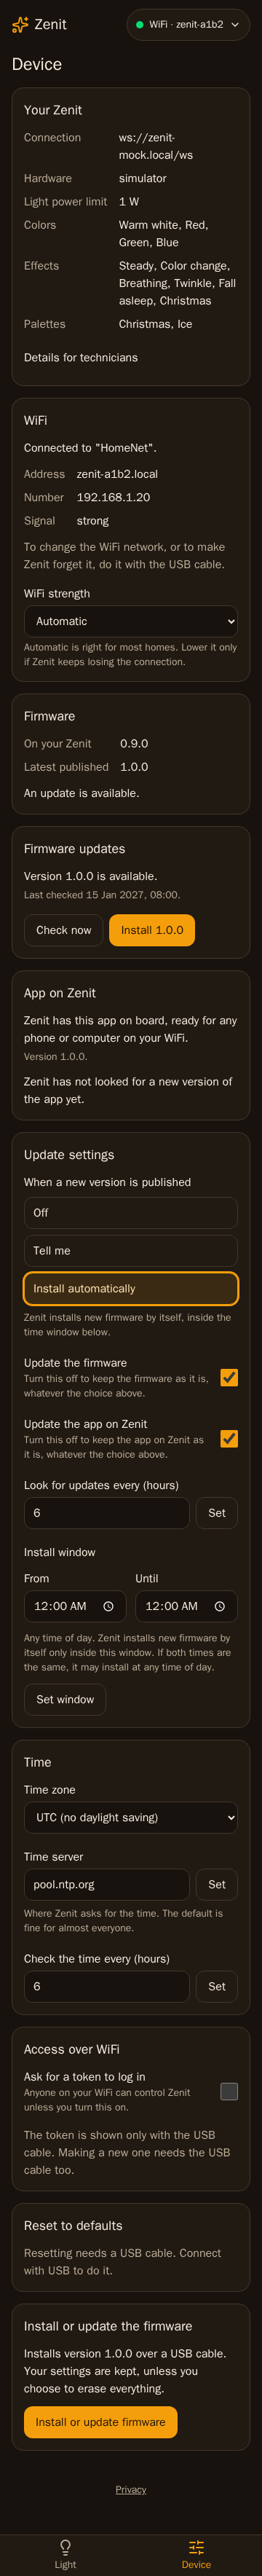 Zenit
WiFi · zenit-a1b2
Device
Your Zenit
Connection
ws://zenit-
mock.local/ws
Hardware
simulator
Light power limit
1 W
Colors
Warm white, Red,
Green, Blue
Effects
Steady, Color change,
Breathing, Twinkle, Fall
asleep, Christmas
Palettes
Christmas, Ice
Details for technicians
WiFi
Connected to "HomeNet".
Address
zenit-a1b2.local
Number
192.168.1.20
Signal
strong
To change the WiFi network, or to make
Zenit forget it, do it with the USB cable.
WiFi strength
Automatic
Automatic is right for most homes. Lower it only
if Zenit keeps losing the connection.
Firmware
On your Zenit
0.9.0
Latest published
1.0.0
An update is available.
Firmware updates
Version 1.0.0 is available.
Last checked 15 Jan 2027, 08:00.
Check now
Install 1.0.0
App on Zenit
Zenit has this app on board, ready for any
phone or computer on your WiFi.
Version 1.0.0.
Zenit has not looked for a new version of
the app yet.
Update settings
When a new version is published
Off
Tell me
Install automatically
Zenit installs new firmware by itself, inside the
time window below.
Update the firmware
Turn this off to keep the firmware as it is,
whatever the choice above.
Update the app on Zenit
Turn this off to keep the app on Zenit as
it is, whatever the choice above.
Look for updates every (hours)
6
Set
Install window
From
Until
12:00 AM
12:00 AM
Any time of day. Zenit installs new firmware by
itself only inside this window. If both times are
the same, it may install at any time of day.
Set window
Time
Time zone
UTC (no daylight saving)
Time server
pool.ntp.org
Set
Where Zenit asks for the time. The default is
fine for almost everyone.
Check the time every (hours)
6
Set
Access over WiFi
Ask for a token to log in
Anyone on your WiFi can control Zenit
unless you turn this on.
The token is shown only with the USB
cable. Making a new one needs the USB
cable too.
Reset to defaults
Resetting needs a USB cable. Connect
with USB to do it.
Install or update the firmware
Installs version 1.0.0 over a USB cable.
Your settings are kept, unless you
choose to erase everything.
Install or update firmware
Privacy
Light
Device